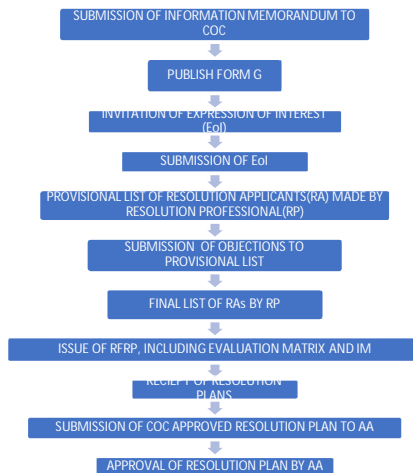 SUBMISSION OF INFORMATION MEMORANDUM TO
COC
PUBLISH FORM G
INVITATION OF EXPRESSION OF INTEREST
(EoI)
SUBMISSION OF EoI
PROVISIONAL LIST OF RESOLUTION APPLICANTS(RA) MADE BY
RESOLUTION PROFESSIONAL(RP)
SUBMISSION OF OBJECTIONS TO
PROVISIONAL LIST
FINAL LIST OF RAs BY RP
ISSUE OF RFRP, INCLUDING EVALUATION MATRIX AND IM
RECIEPT OF RESOLUTION
PLANS
SUBMISSION OF COC APPROVED RESOLUTION PLAN TO AA
APPROVAL OF RESOLUTION PLAN BY AA